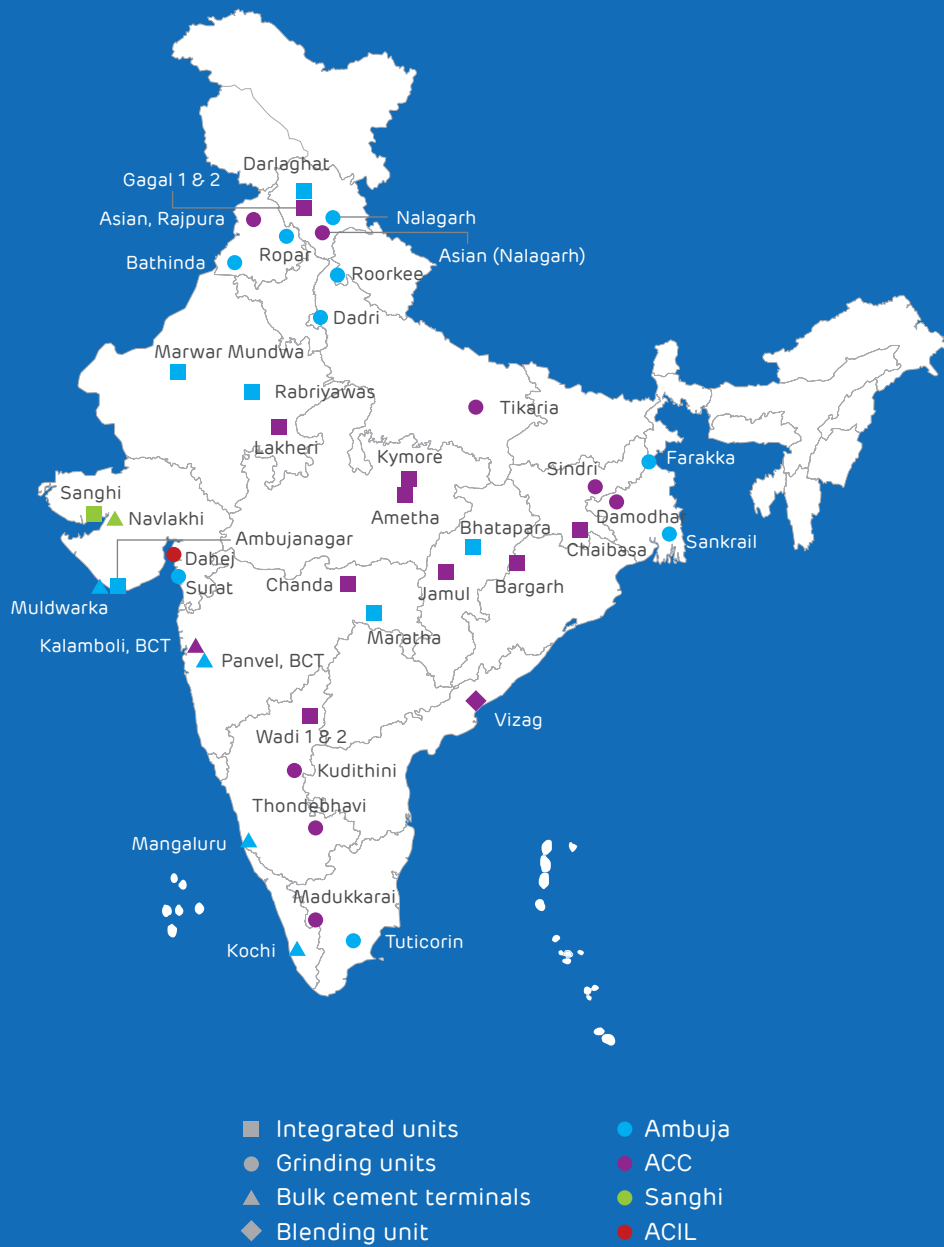 Darlaghat
Gagal 1 & 2
Asian, Rajpura
Nalagarh
Ropar
Asian (Nalagarh)
Bathinda
Roorkee
Dadri
Marwar Mundwa
Rabriyawas
Tikaria
Lakheri
Kymore
Farakka
Sindri
Sanghi
Navlakhi
Ametha
Damodha
Bhatapara
Ambujanagar
Sankrail
Chaibasa
Dahej
Chanda
Surat
Jamul
Bargarh
Muldwarka
Maratha
Kalamboli, BCT
Panvel, BCT
Vizag
Wadi 1 & 2
Kudithini
Thondebhavi
Mangaluru
Madukkarai
Tuticorin
Kochi
Integrated units
Grinding units
Bulk cement terminals
Blending unit
Ambuja
ACC
Sanghi
ACIL